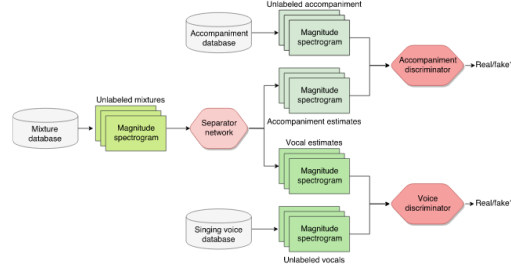 Unlabeled accompaniment
Accompaniment
database
Magnitude
spectrogram
Accompaniment
discriminator
Real/fake?
Magnitude
spectrogram
Accompaniment estimates
Unlabeled mixtures
Mixture
database
Magnitude
spectrogram
Separator
network
Vocal estimates
Magnitude
spectrogram
Voice
discriminator
Real/fake?
Singing voice
database
Magnitude
spectrogram
Unlabeled vocals